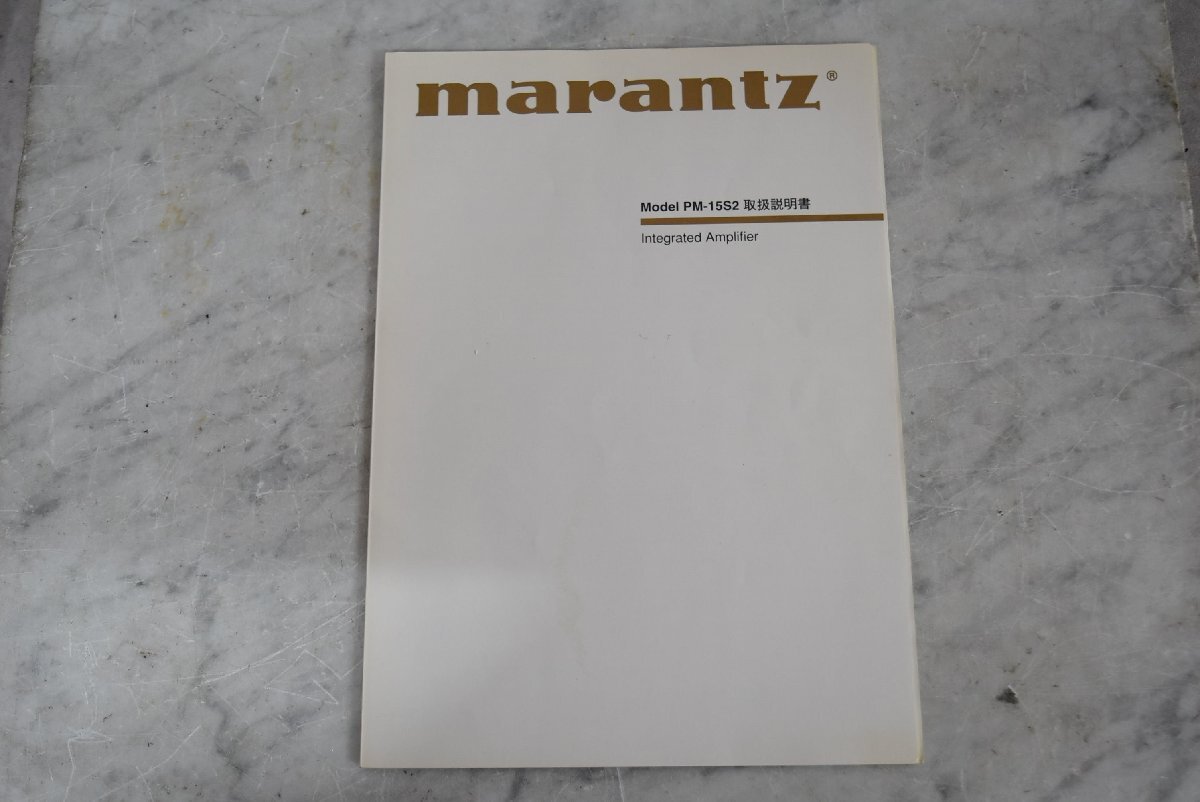 marantz®
Model PM-15S2 取扱説明書
Integrated Amplifier